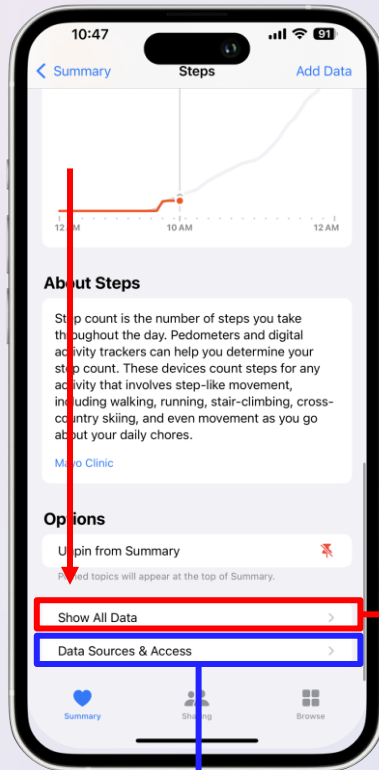 10:47
91
Summary
Steps
Add Data
12 AM
10 AM
12 AM
About Steps
Step count is the number of steps you take
throughout the day. Pedometers and digital
activity trackers can help you determine your
step count. These devices count steps for any
activity that involves step-like movement,
including walking, running, stair-climbing, cross-
country skiing, and even movement as you go
about your daily chores.
Mayo Clinic
Options
Unpin from Summary
Pinned topics will appear at the top of Summary.
Show All Data
Data Sources & Access
Summary
Sharing
Browse